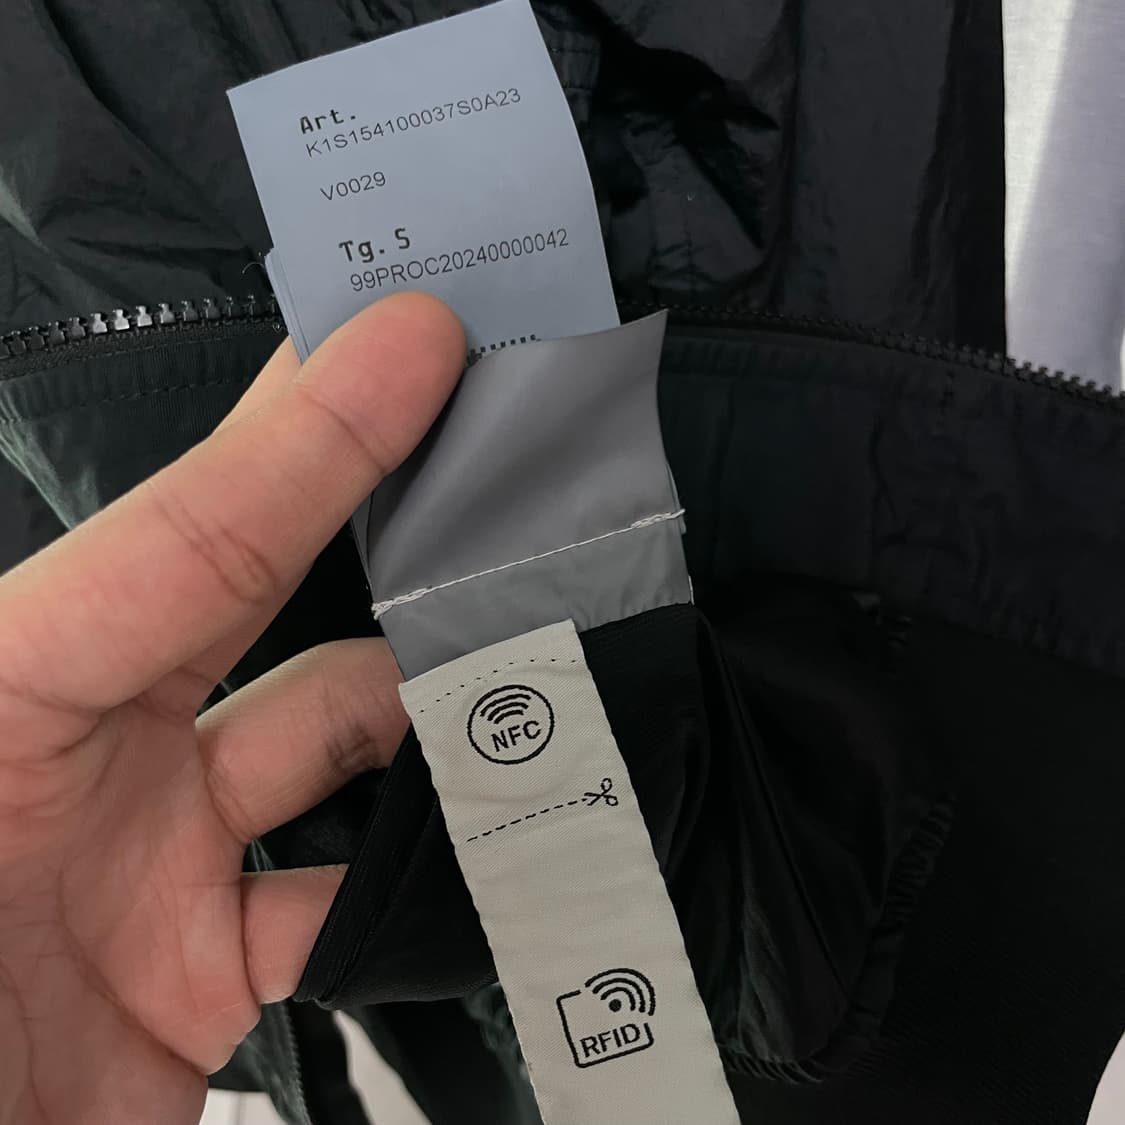 Art.
K1S154100037S0A23
V0029
Tg. S
99PROC20240000042
NFC
RFID